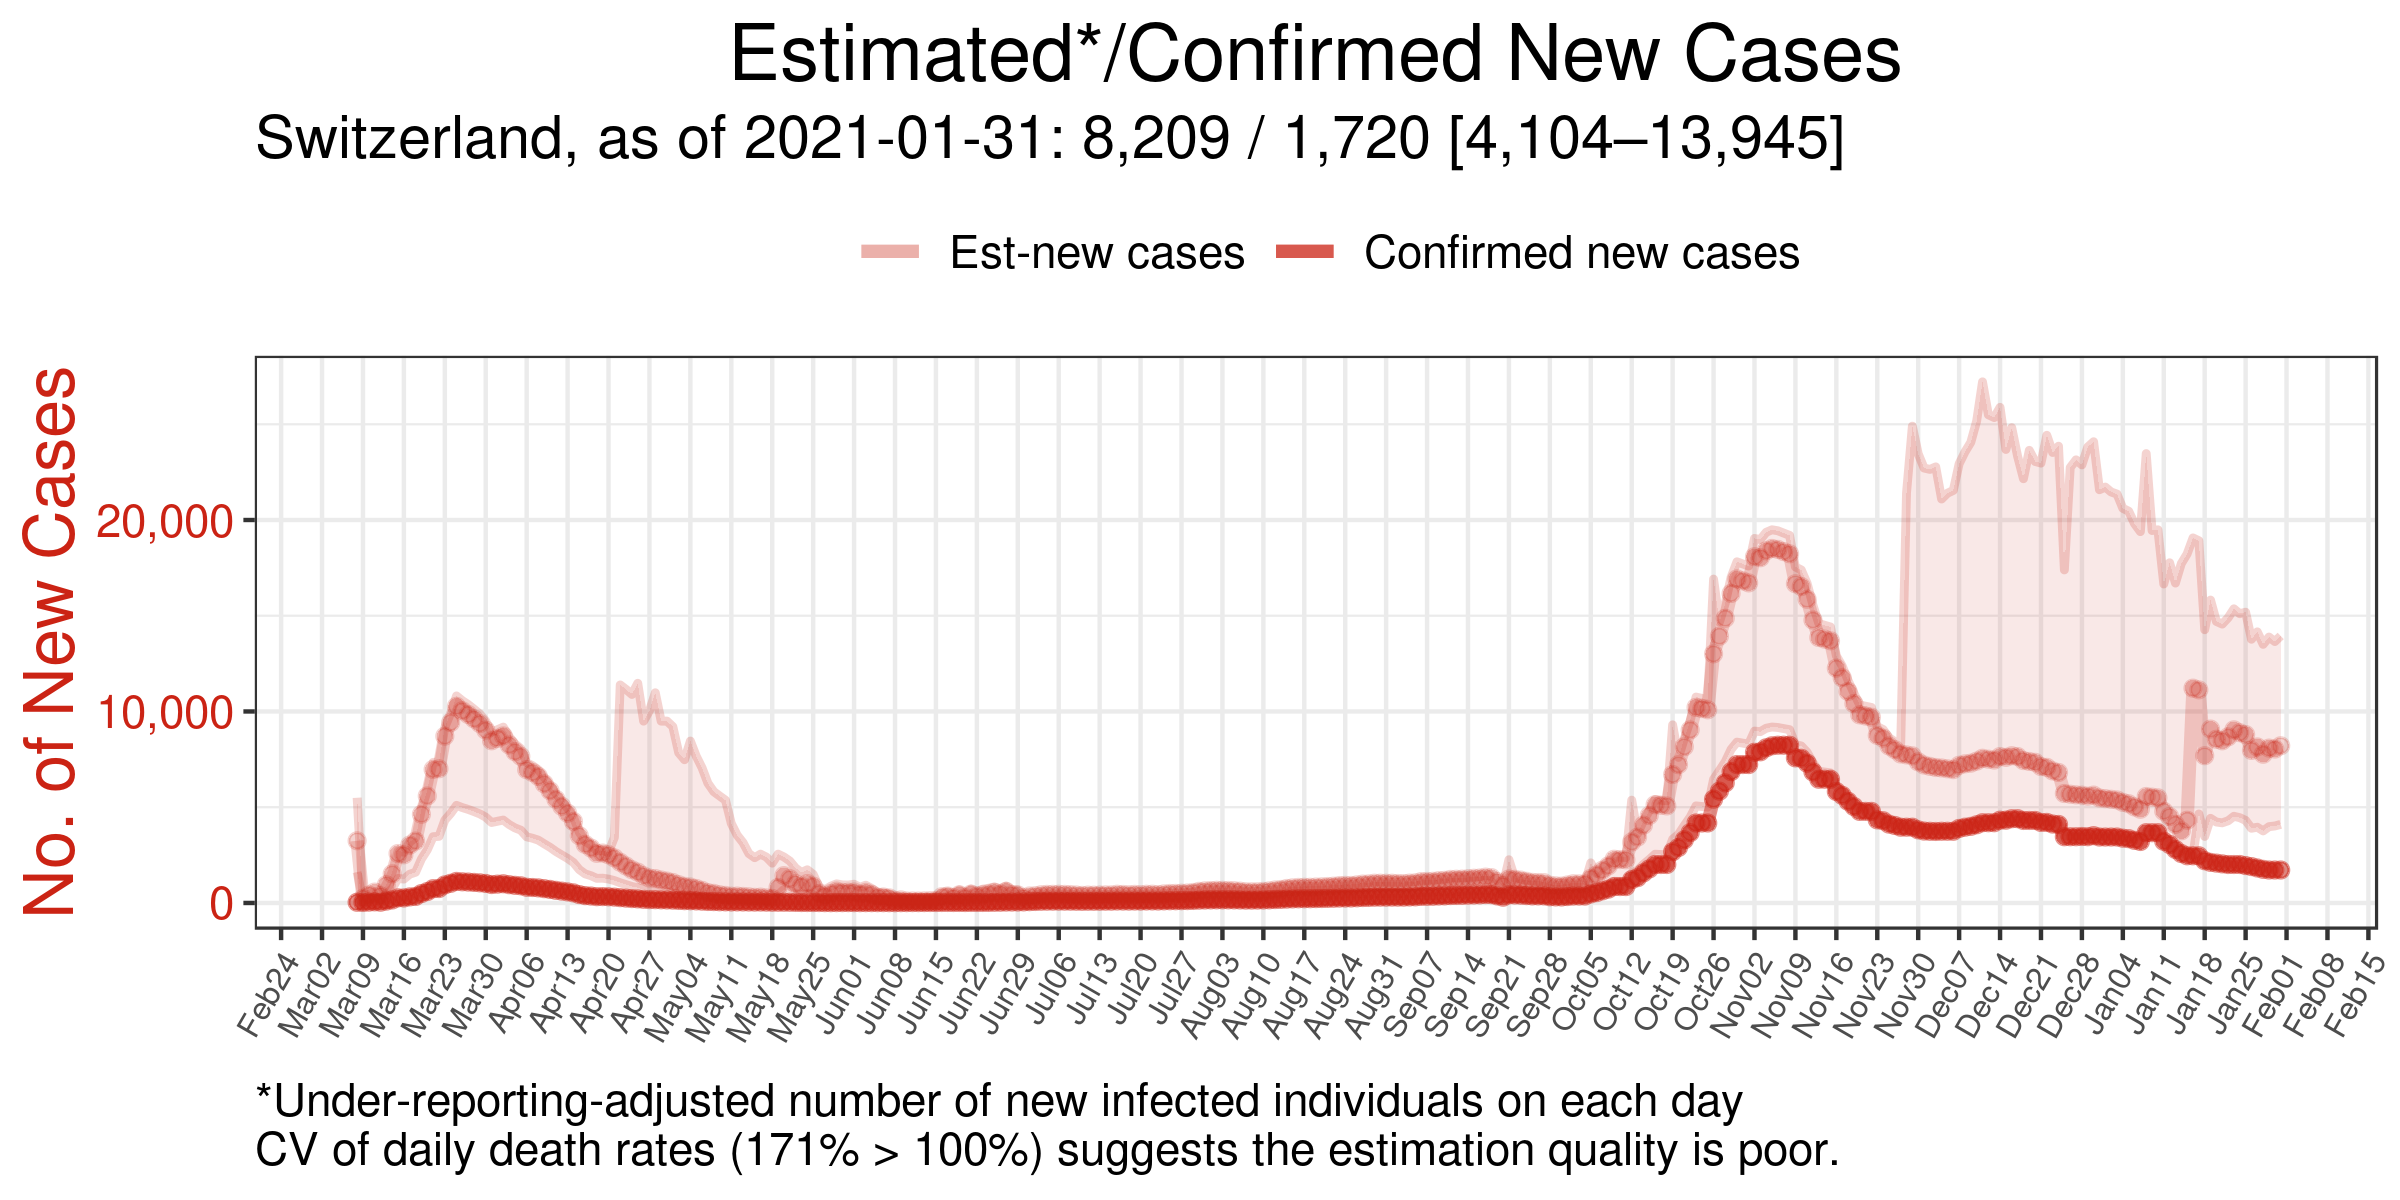 Estimated*/Confirmed New Cases
Switzerland, as of 2021-01-31: 8,209 / 1,720 [4,104–13,945]
Est-new cases
Confirmed new cases
No. of New Cases
20,000
10,000
0
Feb24
Mar02
Mar09
Mar16
Mar23
Mar30
Apr06
Apr13
Apr20
Apr27
May04
May11
May18
May25
Jun01
Jun08
Jun15
Jun22
Jun29
Jul06
Jul13
Jul20
Jul27
Aug03
Aug10
Aug17
Aug24
Aug31
Sep07
Sep14
Sep21
Sep28
Oct05
Oct12
Oct19
Oct26
Nov02
Nov09
Nov16
Nov23
Nov30
Dec07
Dec14
Dec21
Dec28
Jan04
Jan11
Jan18
Jan25
Feb01
Feb08
Feb15
*Under-reporting-adjusted number of new infected individuals on each day
CV of daily death rates (171% > 100%) suggests the estimation quality is poor.